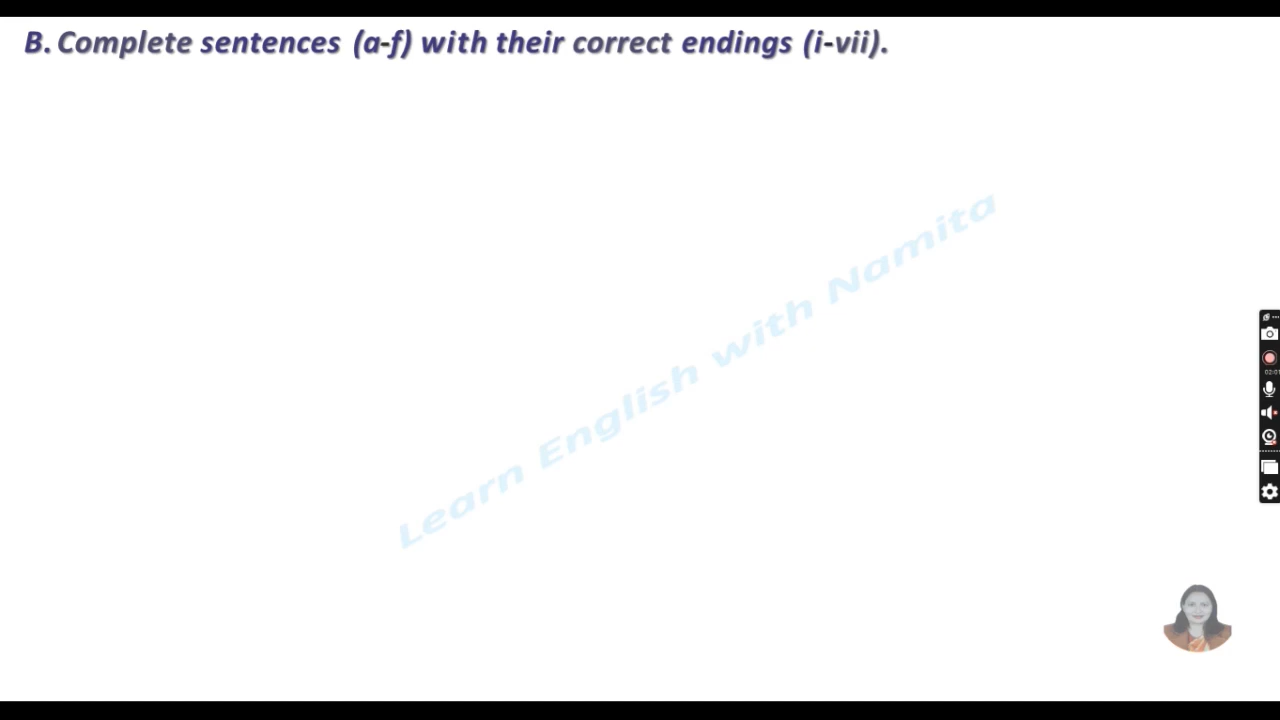 B. Complete sentences (a-f) with their correct endings (i-vii).
Learn English with Namita